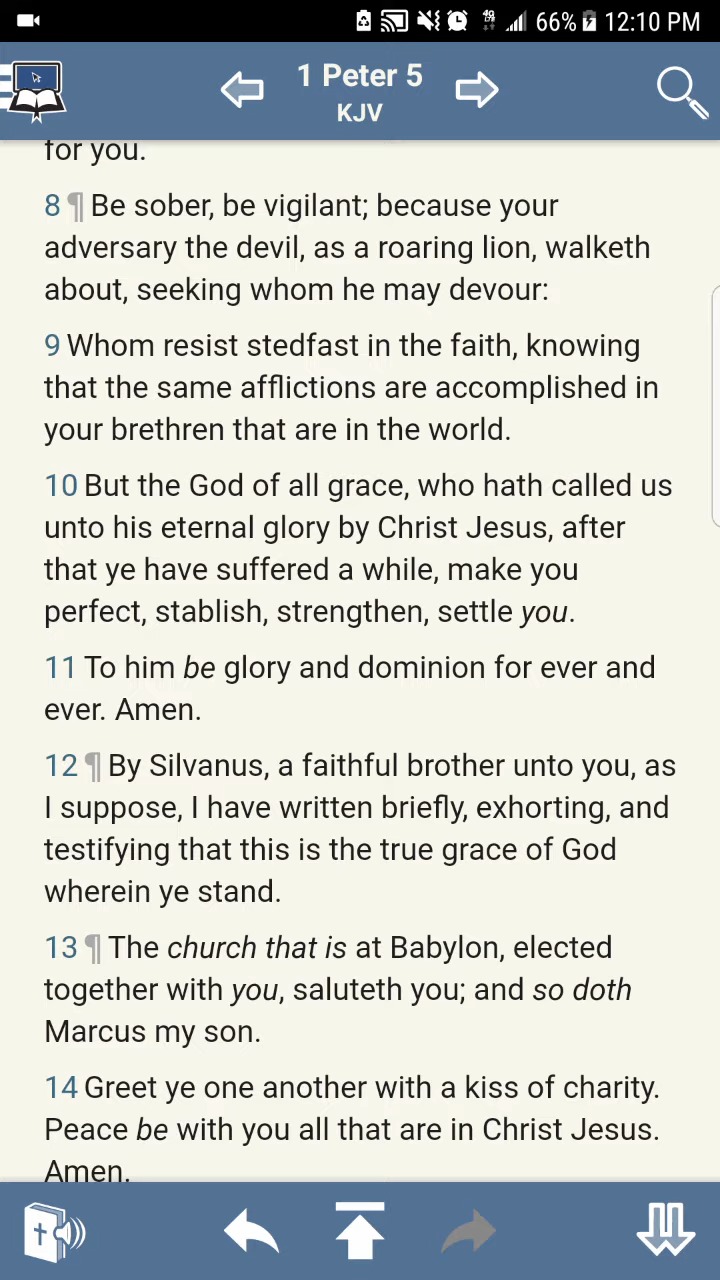 4G
LTE
66%
12:10 PM
1 Peter 5
KJV
for you.
8 ¶ Be sober, be vigilant; because your
adversary the devil, as a roaring lion, walketh
about, seeking whom he may devour:
9 Whom resist stedfast in the faith, knowing
that the same afflictions are accomplished in
your brethren that are in the world.
10 But the God of all grace, who hath called us
unto his eternal glory by Christ Jesus, after
that ye have suffered a while, make you
perfect, stablish, strengthen, settle you.
11 To him be glory and dominion for ever and
ever. Amen.
12 ¶ By Silvanus, a faithful brother unto you, as
I suppose, I have written briefly, exhorting, and
testifying that this is the true grace of God
wherein ye stand.
13 ¶ The church that is at Babylon, elected
together with you, saluteth you; and so doth
Marcus my son.
14 Greet ye one another with a kiss of charity.
Peace be with you all that are in Christ Jesus.
Amen.